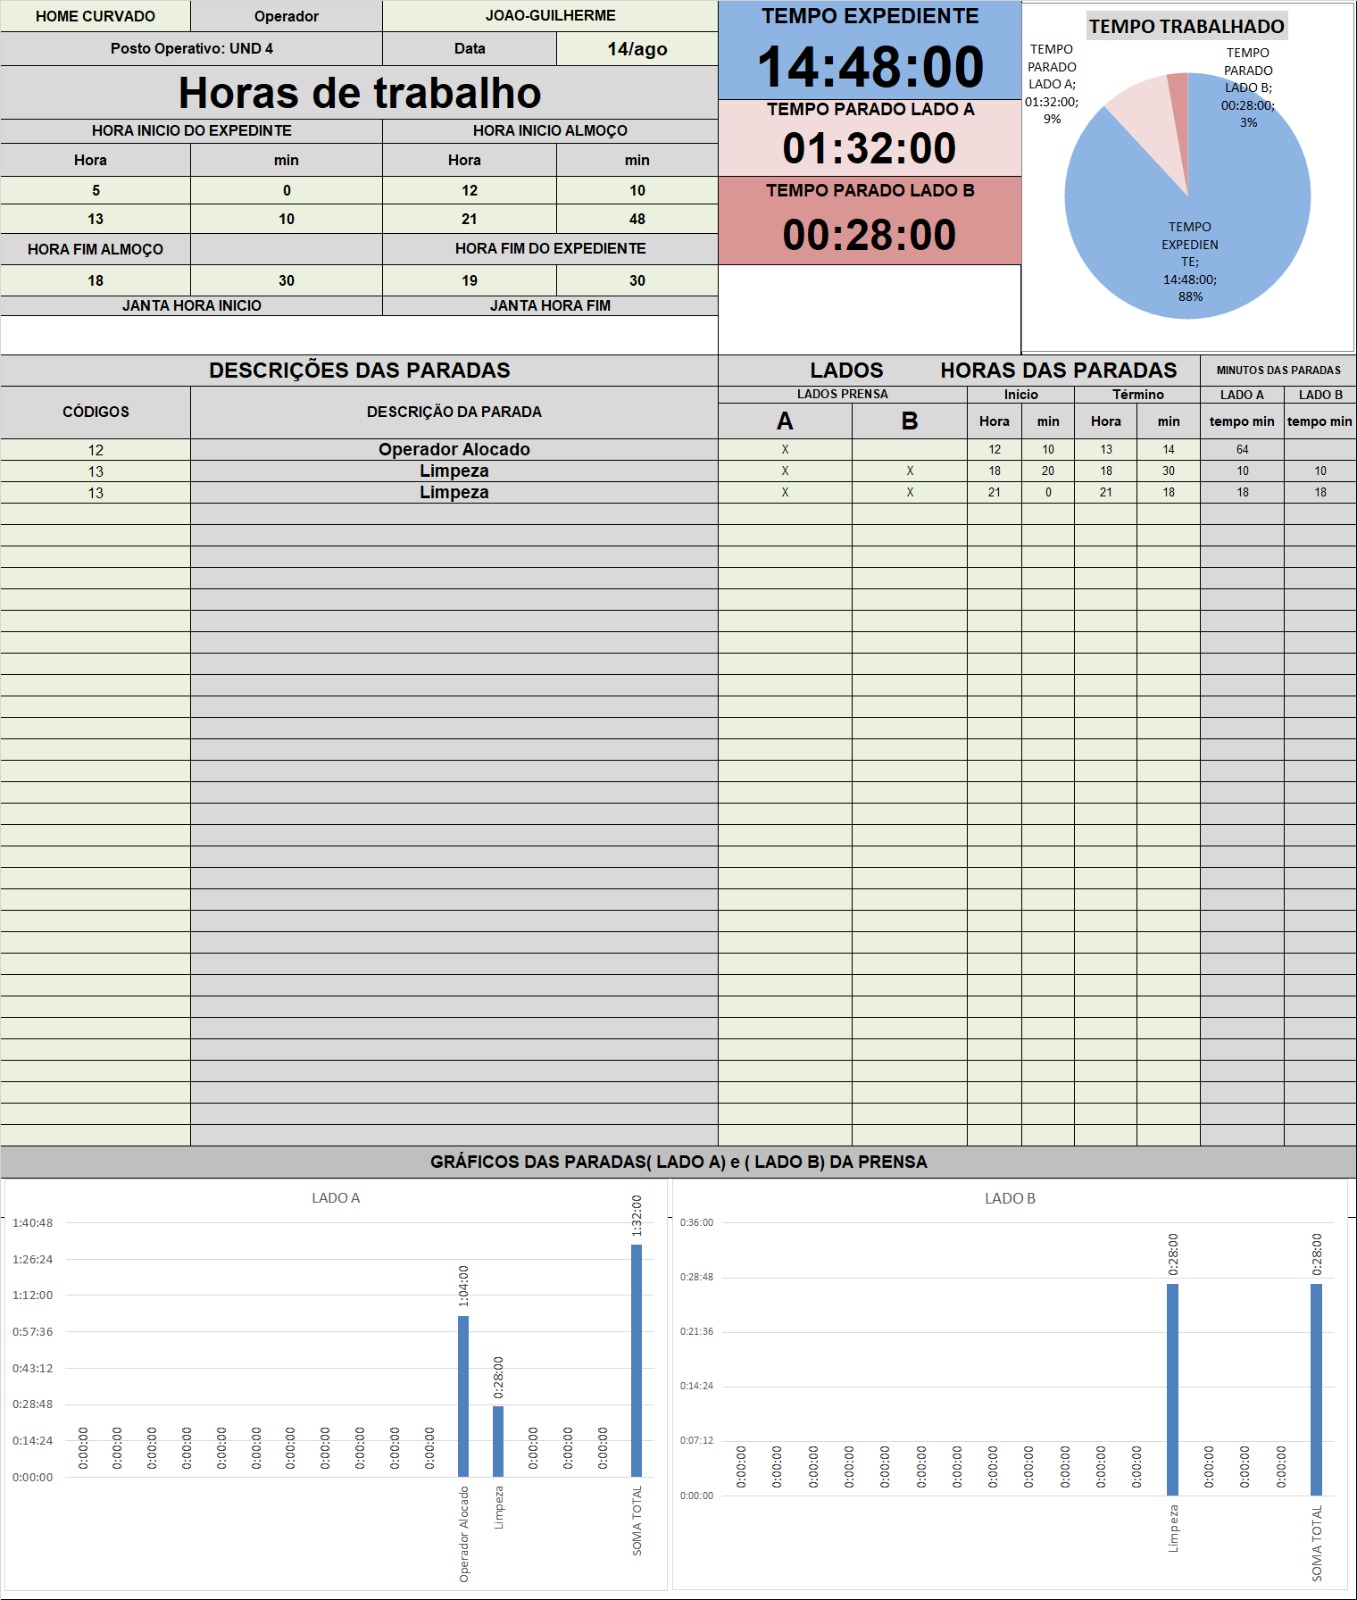 HOME CURVADO Operador JOAO-GUILHERME
Posto Operativo: UND 4 Data 14/ago
Horas de trabalho
HORA INICIO DO EXPEDINTE HORA INICIO ALMOÇO
Hora min Hora min
5 0 12 10
13 10 21 48
HORA FIM ALMOÇO HORA FIM DO EXPEDIENTE
18 30 19 30
JANTA HORA INICIO JANTA HORA FIM
TEMPO EXPEDIENTE
14:48:00
TEMPO PARADO LADO A
01:32:00
TEMPO PARADO LADO B
00:28:00
TEMPO TRABALHADO
TEMPO
PARADO
LADO A;
01:32:00;
9%
TEMPO
PARADO
LADO B;
00:28:00;
3%
TEMPO
EXPEDIEN
TE;
14:48:00;
88%
DESCRIÇÕES DAS PARADAS LADOS HORAS DAS PARADAS MINUTOS DAS PARADAS
CÓDIGOS DESCRIÇÃO DA PARADA
LADOS PRENSA Início Término LADO A LADO B
A B Hora min Hora min tempo min tempo min
12 Operador Alocado X 12 10 13 14 64
13 Limpeza X X 18 20 18 30 10 10
13 Limpeza X X 21 0 21 18 18 18
GRÁFICOS DAS PARADAS( LADO A) e ( LADO B) DA PRENSA
LADO A
1:40:48
1:26:24
1:12:00
0:57:36
0:43:12
0:28:48
0:14:24
0:00:00
0:00:00 0:00:00 0:00:00 0:00:00 0:00:00 0:00:00 0:00:00 0:00:00 0:00:00 0:00:00 0:00:00 1:04:00 0:28:00 0:00:00 0:00:00 0:00:00 1:32:00
Operador Alocado
Limpeza
SOMA TOTAL
LADO B
0:36:00
0:28:48
0:21:36
0:14:24
0:07:12
0:00:00
0:00:00 0:00:00 0:00:00 0:00:00 0:00:00 0:00:00 0:00:00 0:00:00 0:00:00 0:00:00 0:00:00 0:00:00 0:28:00 0:00:00 0:00:00 0:00:00 0:28:00
Limpeza
SOMA TOTAL